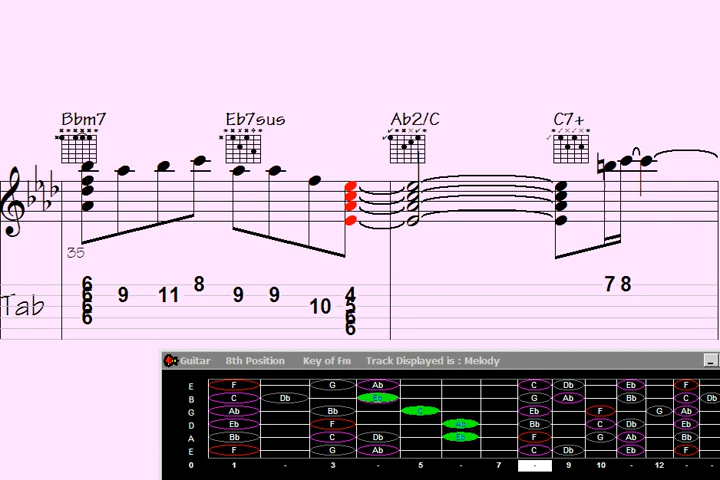 Bbm7 Eb7sus Ab2/C C7+
35
6 8 7 8
6 9 11 9 9 4
Tab 6 10 5
6 6
6
Guitar 8th Position Key of Fm Track Displayed is : Melody
E F G Ab C Db Eb F
B C Db Eb G Ab Bb C Db
G Ab Bb C Eb F G Ab
D Eb F Ab Bb C Eb
A Bb C Db Eb F G Bb
E F G Ab C Db Eb F
0 1 - 3 - 5 - 7 - 9 10 - 12 - -